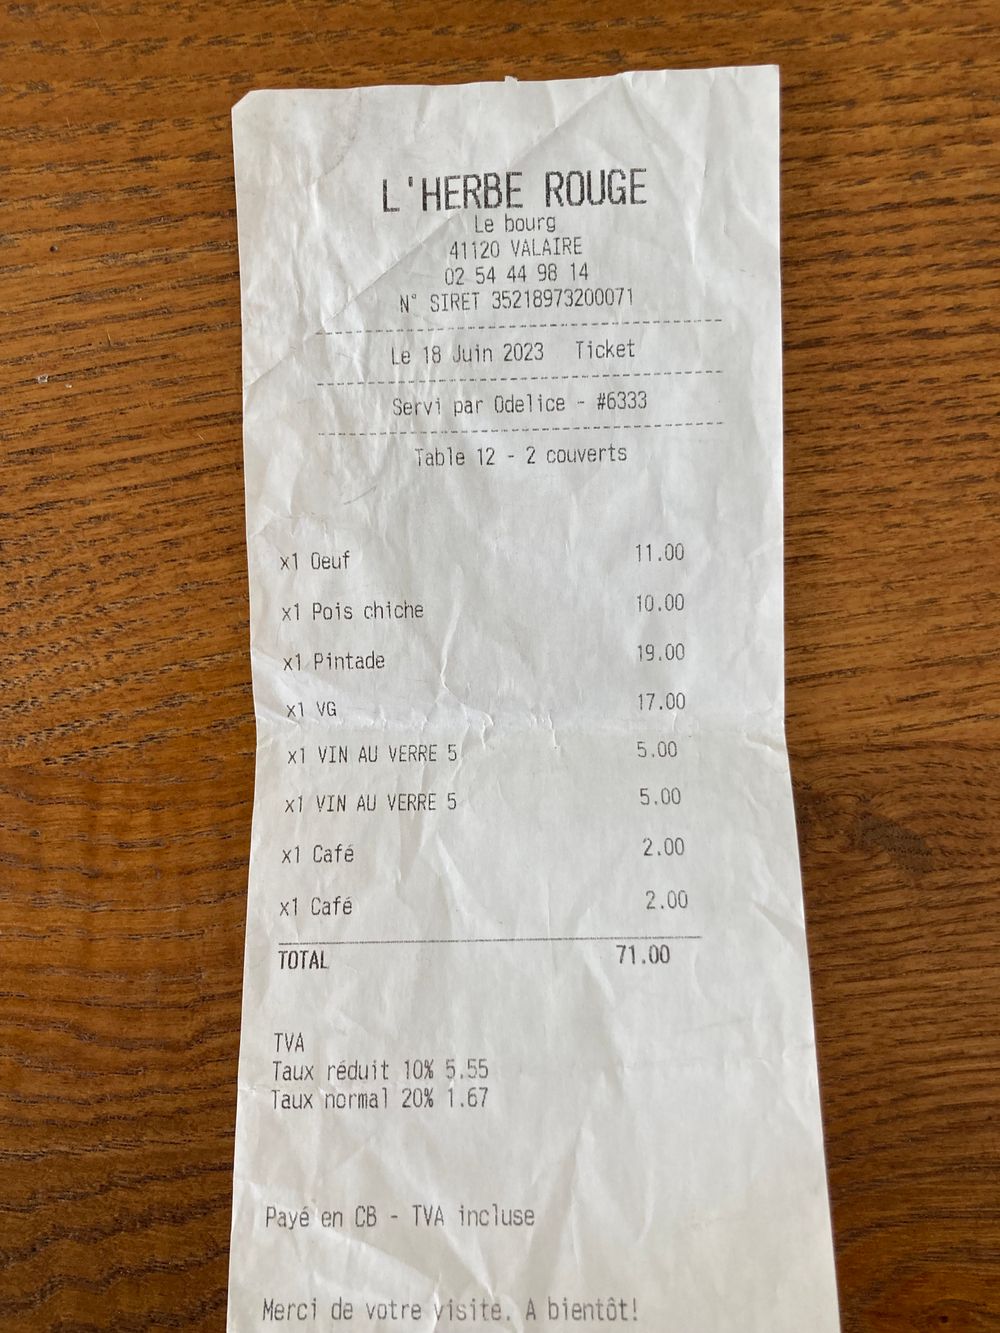 L'HERBE ROUGE
Le bourg
41120 VALAIRE
02 54 44 98 14
N° SIRET 35218973200071
Le 18 Juin 2023 Ticket
Servi par Odelice - #6333
Table 12 - 2 couverts
x1 Oeuf 11.00
x1 Pois chiche 10.00
x1 Pintade 19.00
x1 VG 17.00
x1 VIN AU VERRE 5 5.00
x1 VIN AU VERRE 5 5.00
x1 Café 2.00
x1 Café 2.00
TOTAL 71.00
TVA
Taux réduit 10% 5.55
Taux normal 20% 1.67
Payé en CB - TVA incluse
Merci de votre visite. A bientôt!